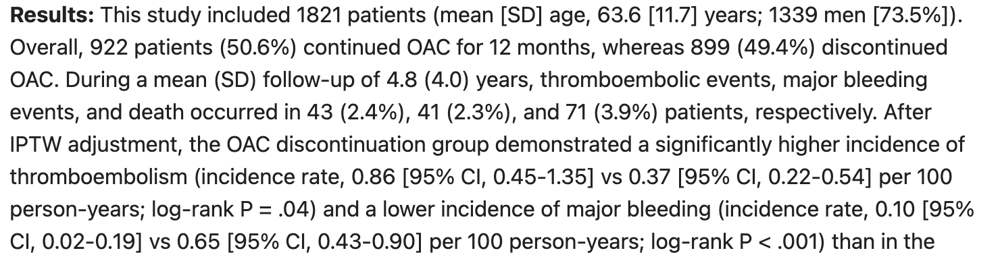 Results: This study included 1821 patients (mean [SD] age, 63.6 [11.7] years; 1339 men [73.5%]).
Overall, 922 patients (50.6%) continued OAC for 12 months, whereas 899 (49.4%) discontinued
OAC. During a mean (SD) follow-up of 4.8 (4.0) years, thromboembolic events, major bleeding
events, and death occurred in 43 (2.4%), 41 (2.3%), and 71 (3.9%) patients, respectively. After
IPTW adjustment, the OAC discontinuation group demonstrated a significantly higher incidence of
thromboembolism (incidence rate, 0.86 [95% CI, 0.45-1.35] vs 0.37 [95% CI, 0.22-0.54] per 100
person-years; log-rank P = .04) and a lower incidence of major bleeding (incidence rate, 0.10 [95%
CI, 0.02-0.19] vs 0.65 [95% CI, 0.43-0.90] per 100 person-years; log-rank P < .001) than in the